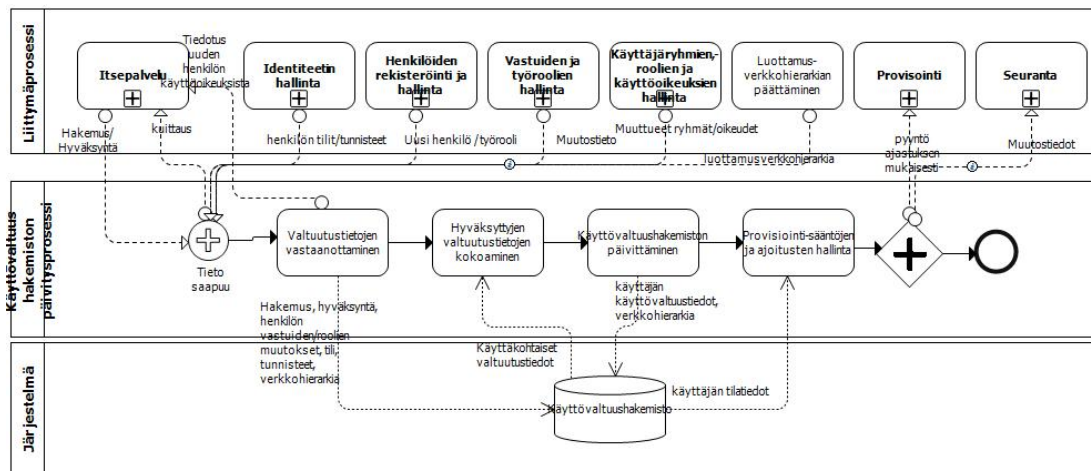 Liittymäprosessi
Itsepalvelu
Tiedotus
uuden
henkilön
käyttöoikeuksista
Identiteetin
hallinta
Henkilöiden
rekisteröinti ja
hallinta
Vastuiden ja
työroolien
hallinta
Käyttäjäryhmien,-
roolien ja
käyttöoikeuksien
hallinta
Luottamus-
verkkohierarkian
päättäminen
Provisointi
Seuranta
Hakemus/
Hyväksyntä
kuittaus
henkilön tilit/tunnisteet
Uusi henkilö /työrooli
Muutostieto
Muuttueet ryhmät/oikeudet
luottamusverkkohierarkia
pyyntö
ajastuksen
mukaisesti
Muutostiedot
Käyttövaltuus
hakemiston
päivitysprosessi
Tieto
saapuu
Valtuutustietojen
vastaanottaminen
Hyväksyttyjen
valtuutustietojen
kokoaminen
Käyttövaltuushakemiston
päivittäminen
Provisiointi-sääntöjen
ja ajoitusten hallinta
Hakemus, hyväksyntä,
henkilön
vastuiden/roolien
muutokset, tili,
tunnisteet,
verkkohierarkia
käyttäjän
käyttövaltuustiedot,
verkkohierarkia
Järjestelmä
Käyttäkohtaiset
valtuutustiedot
Käyttövaltuushakemisto
käyttäjän tilatiedot